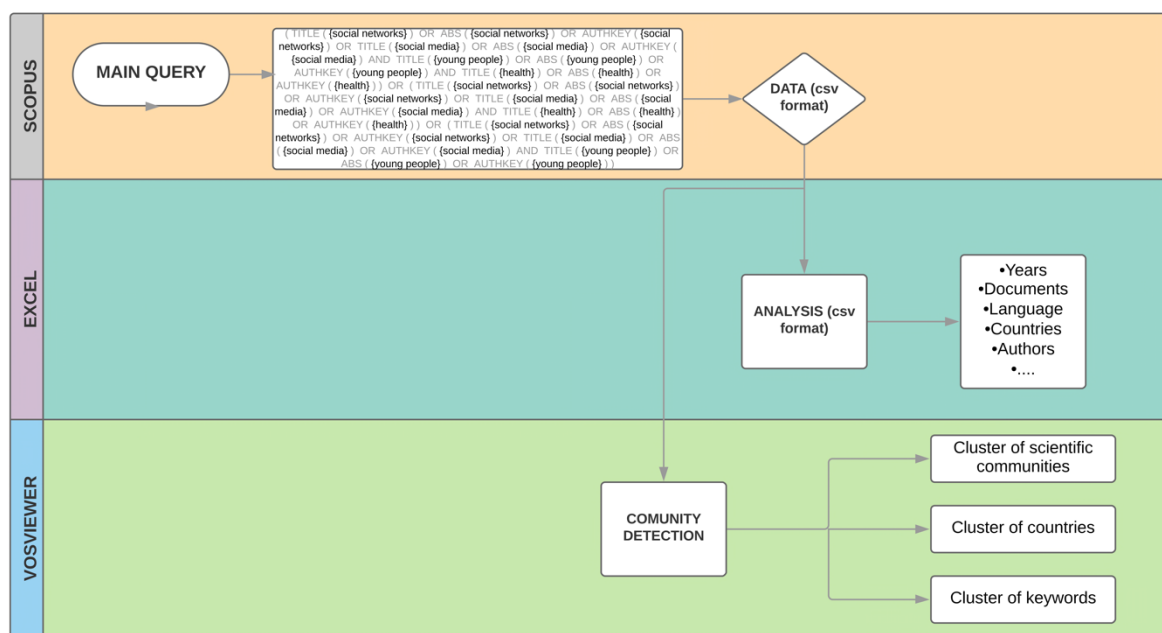 SCOPUS
MAIN QUERY
( TITLE ( {social networks} ) OR ABS ( {social networks} ) OR AUTHKEY ( {social
networks} ) OR TITLE ( {social media} ) OR ABS ( {social media} ) OR AUTHKEY (
{social media} ) AND TITLE ( {young people} ) OR ABS ( {young people} ) OR
AUTHKEY ( {young people} ) AND TITLE ( {health} ) OR ABS ( {health} ) OR
AUTHKEY ( {health} ) ) OR ( TITLE ( {social networks} ) OR ABS ( {social networks} )
OR AUTHKEY ( {social networks} ) OR TITLE ( {social media} ) OR ABS ( {social
media} ) OR AUTHKEY ( {social media} ) AND TITLE ( {health} ) OR ABS ( {health} )
OR AUTHKEY ( {health} ) ) OR ( TITLE ( {social networks} ) OR ABS ( {social
networks} ) OR AUTHKEY ( {social networks} ) OR TITLE ( {social media} ) OR ABS
( {social media} ) OR AUTHKEY ( {social media} ) AND TITLE ( {young people} ) OR
ABS ( {young people} ) OR AUTHKEY ( {young people} ) )
DATA (csv
format)
EXCEL
ANALYSIS (csv
format)
•Years
•Documents
•Language
•Countries
•Authors
•....
VOSVIEWER
COMUNITY
DETECTION
Cluster of scientific
communities
Cluster of countries
Cluster of keywords